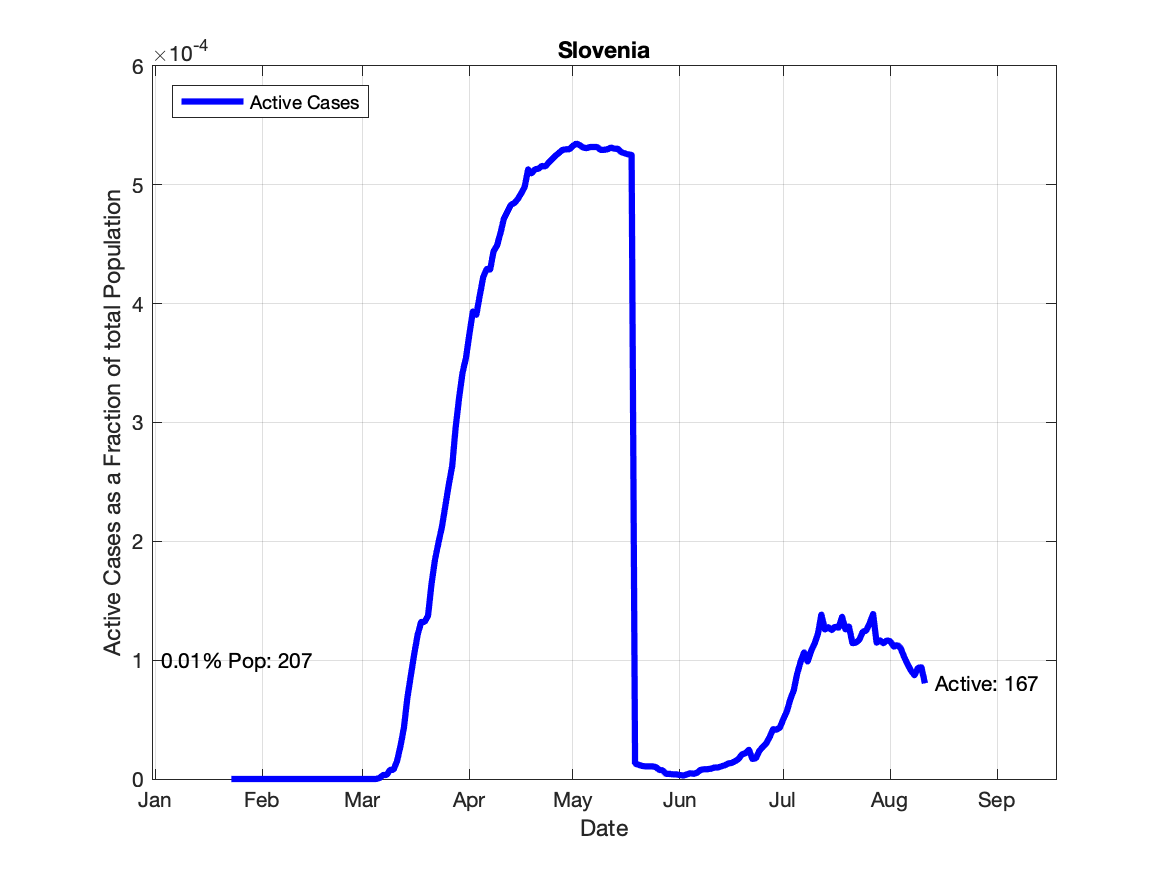 Slovenia
×10-4
Active Cases
6
5
4
3
2
1
0
Active Cases as a Fraction of total Population
0.01% Pop: 207
Active: 167
Jan Feb Mar Apr May Jun Jul Aug Sep
Date